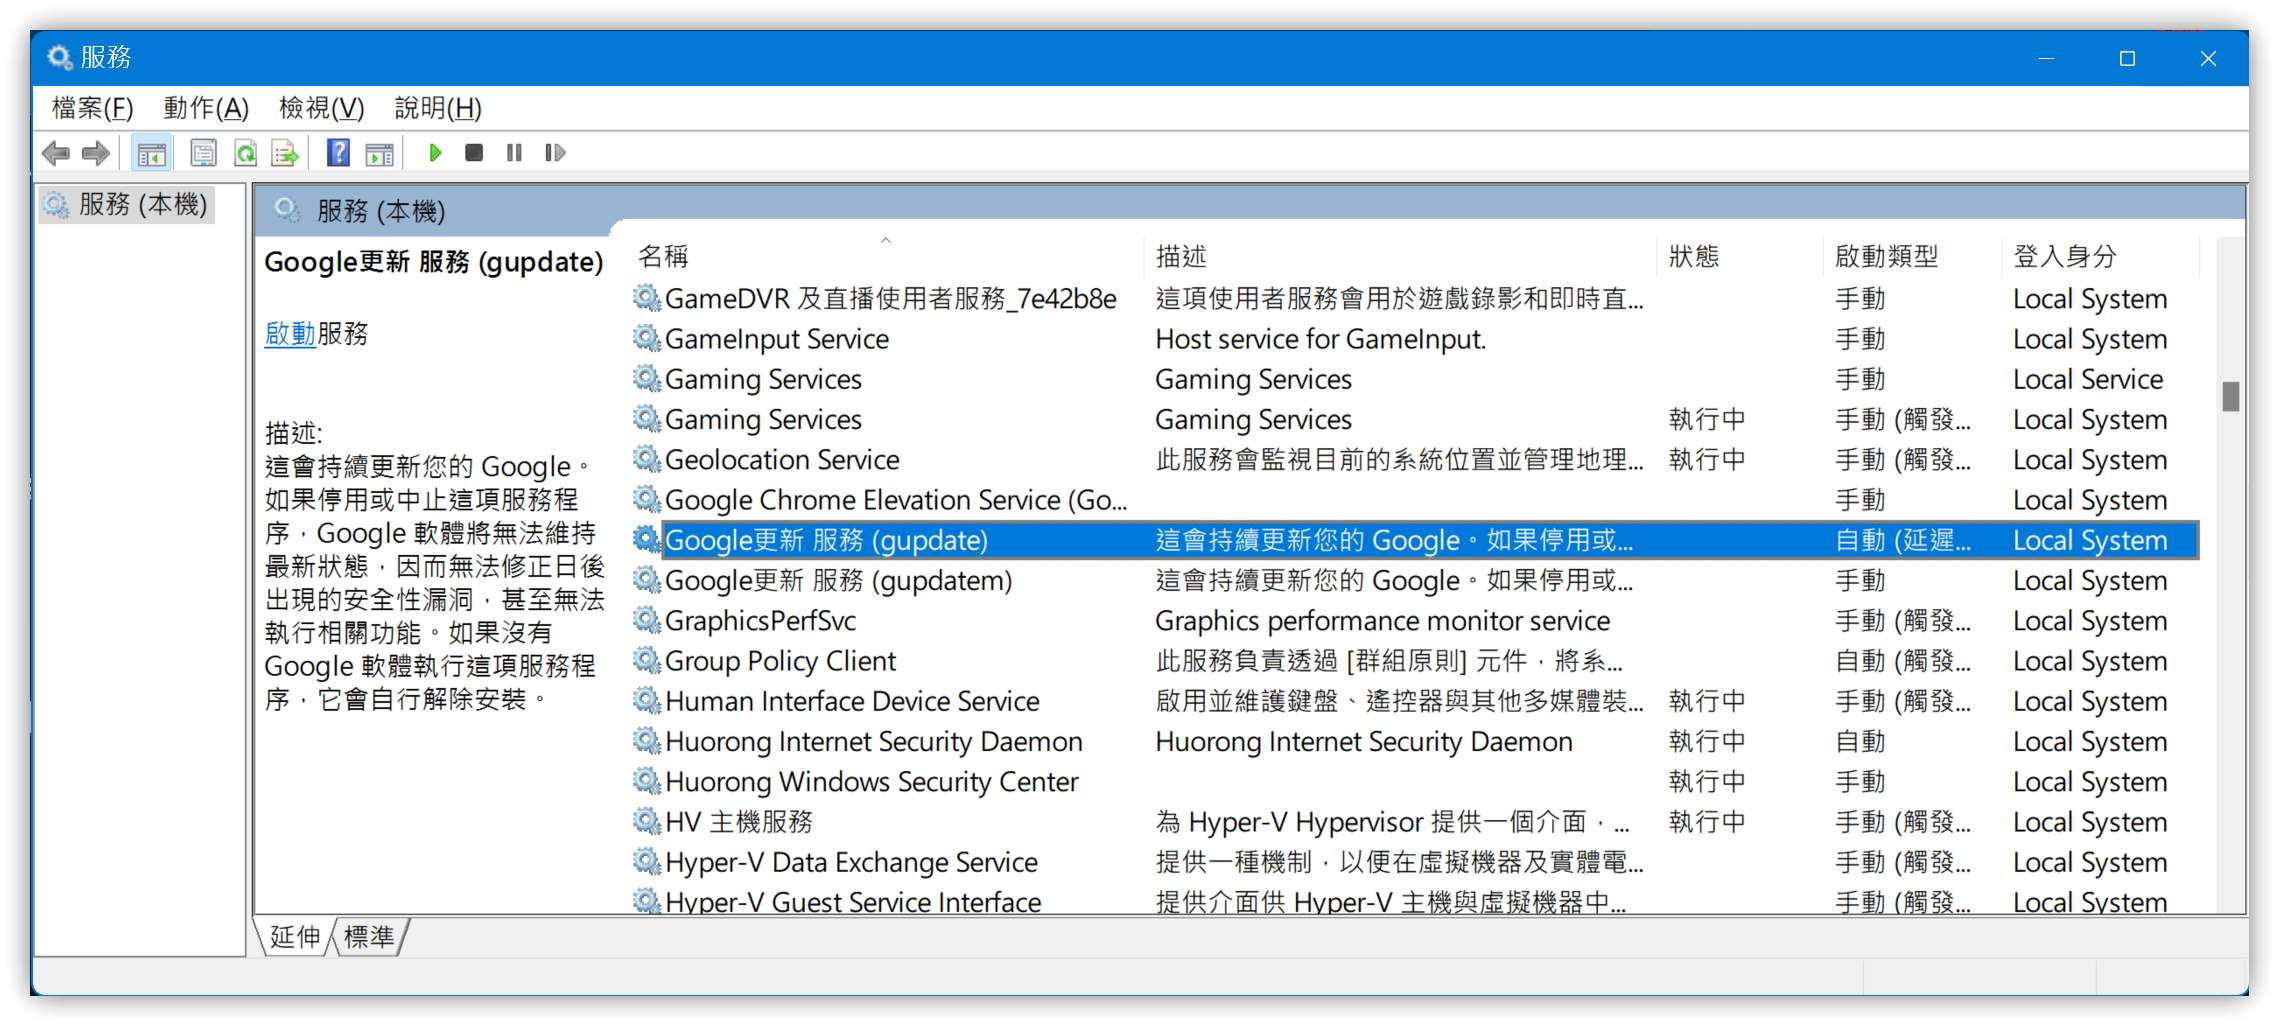 服務
檔案(F) 動作(A) 檢視(V) 說明(H)
服務 (本機)
服務 (本機)
Google更新 服務 (gupdate)
啟動服務
描述:
這會持續更新您的 Google。
如果停用或中止這項服務程
序，Google 軟體將無法維持
最新狀態，因而無法修正日後
出現的安全性漏洞，甚至無法
執行相關功能。如果沒有
Google 軟體執行這項服務程
序，它會自行解除安裝。
名稱 描述 狀態 啟動類型 登入身分
GameDVR 及直播使用者服務_7e42b8e 這項使用者服務會用於遊戲錄影和即時直... 手動 Local System
GameInput Service Host service for GameInput. 手動 Local System
Gaming Services Gaming Services 手動 Local Service
Gaming Services Gaming Services 執行中 手動 (觸發... Local System
Geolocation Service 此服務會監視目前的系統位置並管理地理... 執行中 手動 (觸發... Local System
Google Chrome Elevation Service (Go... 手動 Local System
Google更新 服務 (gupdate) 這會持續更新您的 Google。如果停用或... 自動 (延遲... Local System
Google更新 服務 (gupdatem) 這會持續更新您的 Google。如果停用或... 手動 Local System
GraphicsPerfSvc Graphics performance monitor service 手動 (觸發... Local System
Group Policy Client 此服務負責透過 [群組原則] 元件，將系... 自動 (觸發... Local System
Human Interface Device Service 啟用並維護鍵盤、遙控器與其他多媒體裝... 執行中 手動 (觸發... Local System
Huorong Internet Security Daemon Huorong Internet Security Daemon 執行中 自動 Local System
Huorong Windows Security Center 執行中 手動 Local System
HV 主機服務 為 Hyper-V Hypervisor 提供一個介面，... 執行中 手動 (觸發... Local System
Hyper-V Data Exchange Service 提供一種機制，以便在虛擬機器及實體電... 手動 (觸發... Local System
Hyper-V Guest Service Interface 提供介面供 Hyper-V 主機與虛擬機器中... 手動 (觸發... Local System
延伸 標準